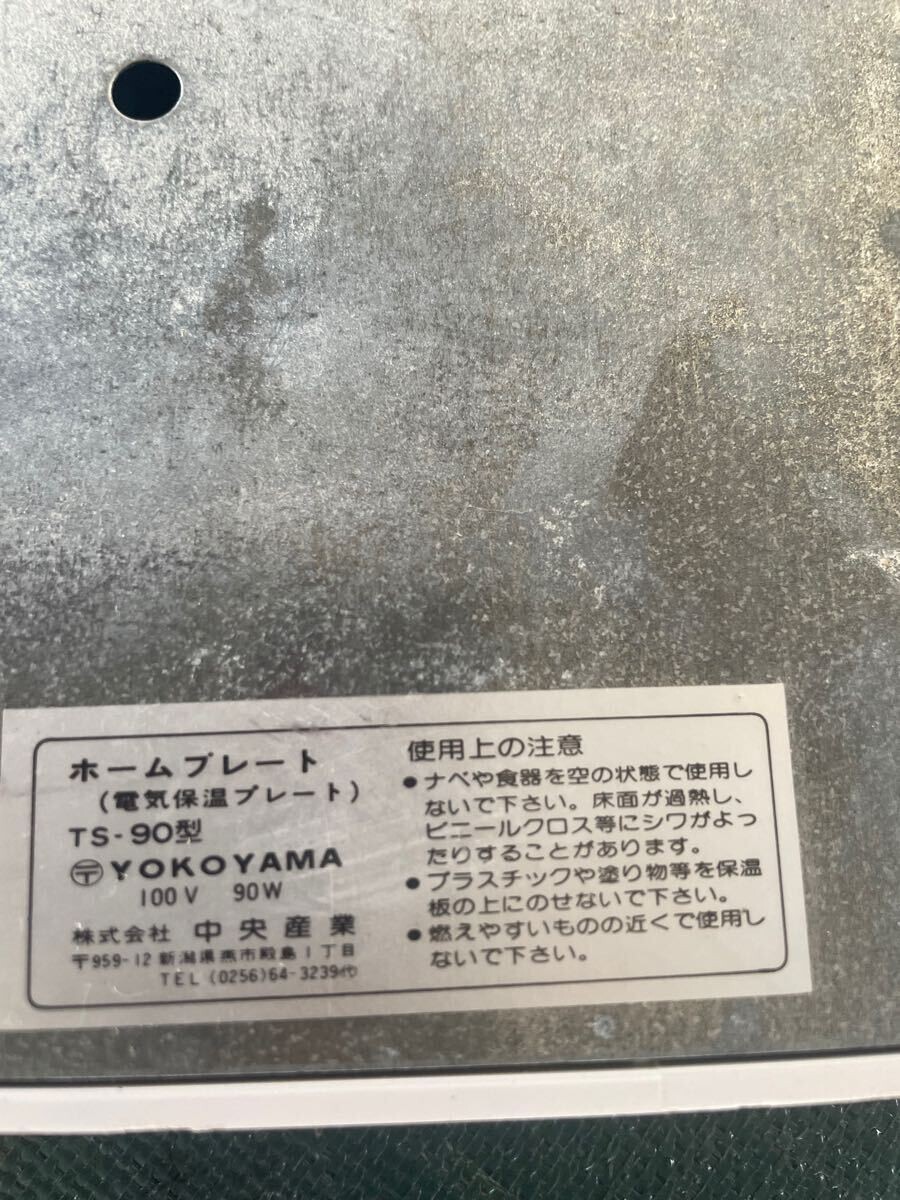 ホームプレート
(電気保温プレート)
TS-90型
〶YOKOYAMA
100V 90W
株式会社 中央産業
〒959-12 新潟県燕市殿島1丁目
TEL (0256)64-3239代
使用上の注意
●ナベや食器を空の状態で使用し
ないで下さい。床面が過熱し、
ビニールクロス等にシワがよっ
たりすることがあります。
●プラスチックや塗り物等を保温
板の上にのせないで下さい。
●燃えやすいものの近くで使用し
ないで下さい。